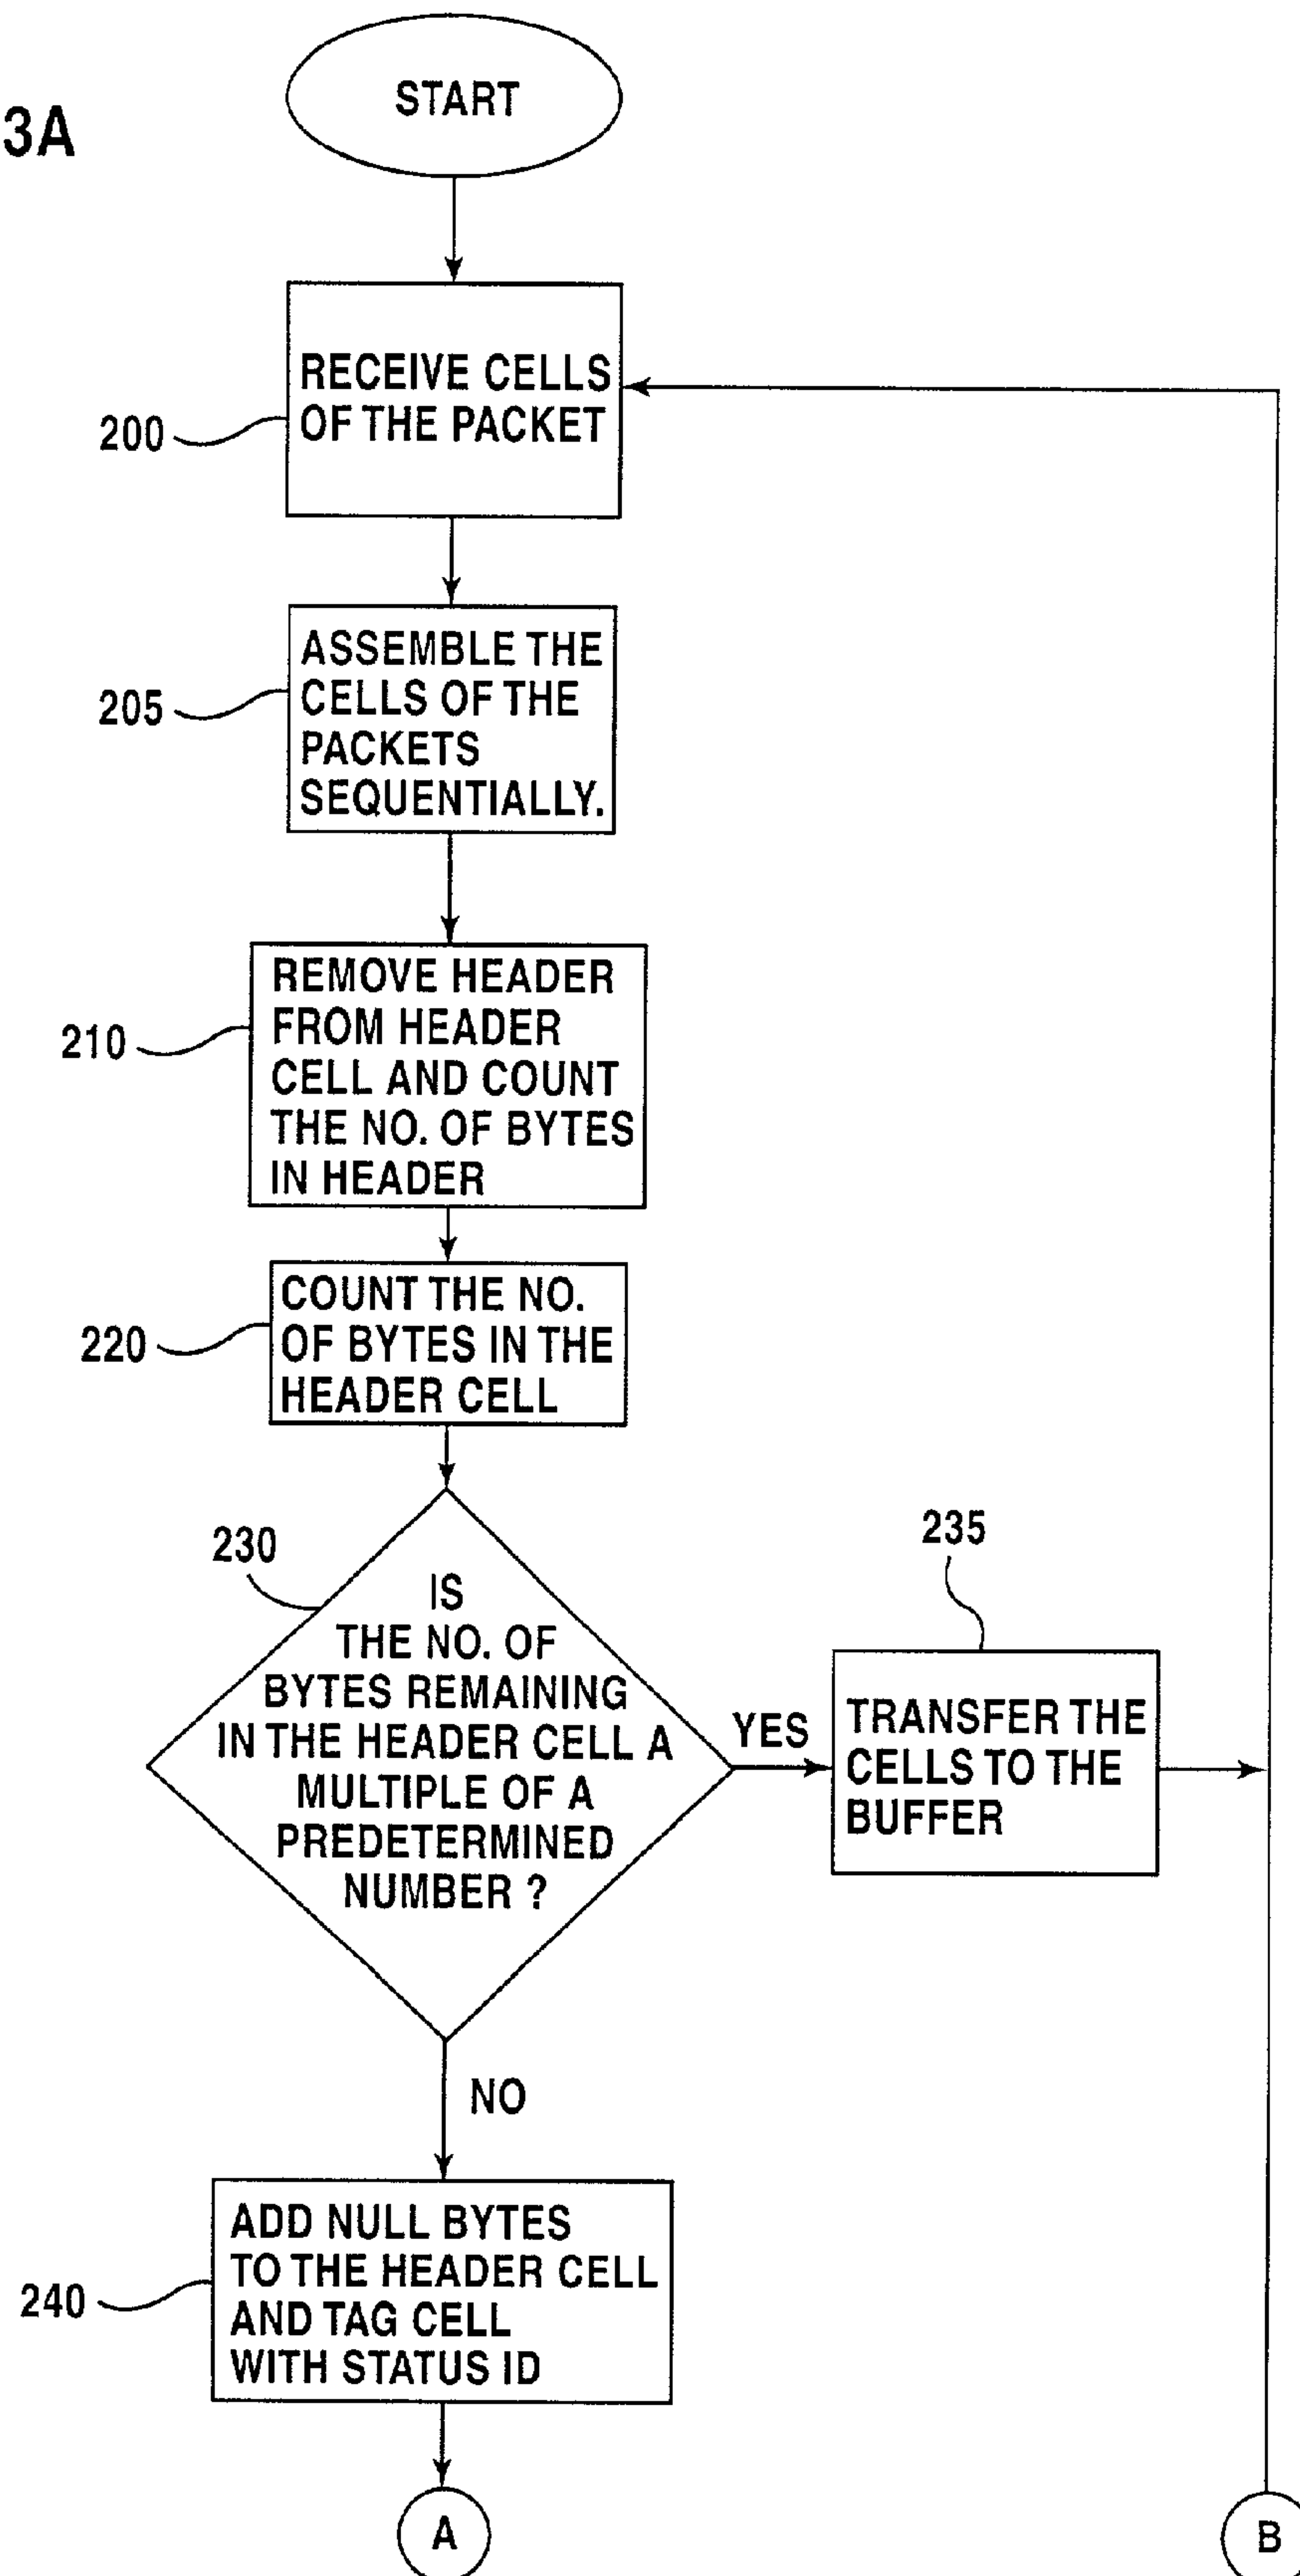 3A
START
RECEIVE CELLS
OF THE PACKET
200
ASSEMBLE THE
CELLS OF THE
PACKETS
SEQUENTIALLY.
205
REMOVE HEADER
FROM HEADER
CELL AND COUNT
THE NO. OF BYTES
IN HEADER
210
COUNT THE NO.
OF BYTES IN THE
HEADER CELL
220
230
IS
THE NO. OF
BYTES REMAINING
IN THE HEADER CELL A
MULTIPLE OF A
PREDETERMINED
NUMBER ?
YES
235
TRANSFER THE
CELLS TO THE
BUFFER
NO
ADD NULL BYTES
TO THE HEADER CELL
AND TAG CELL
WITH STATUS ID
240
A
B